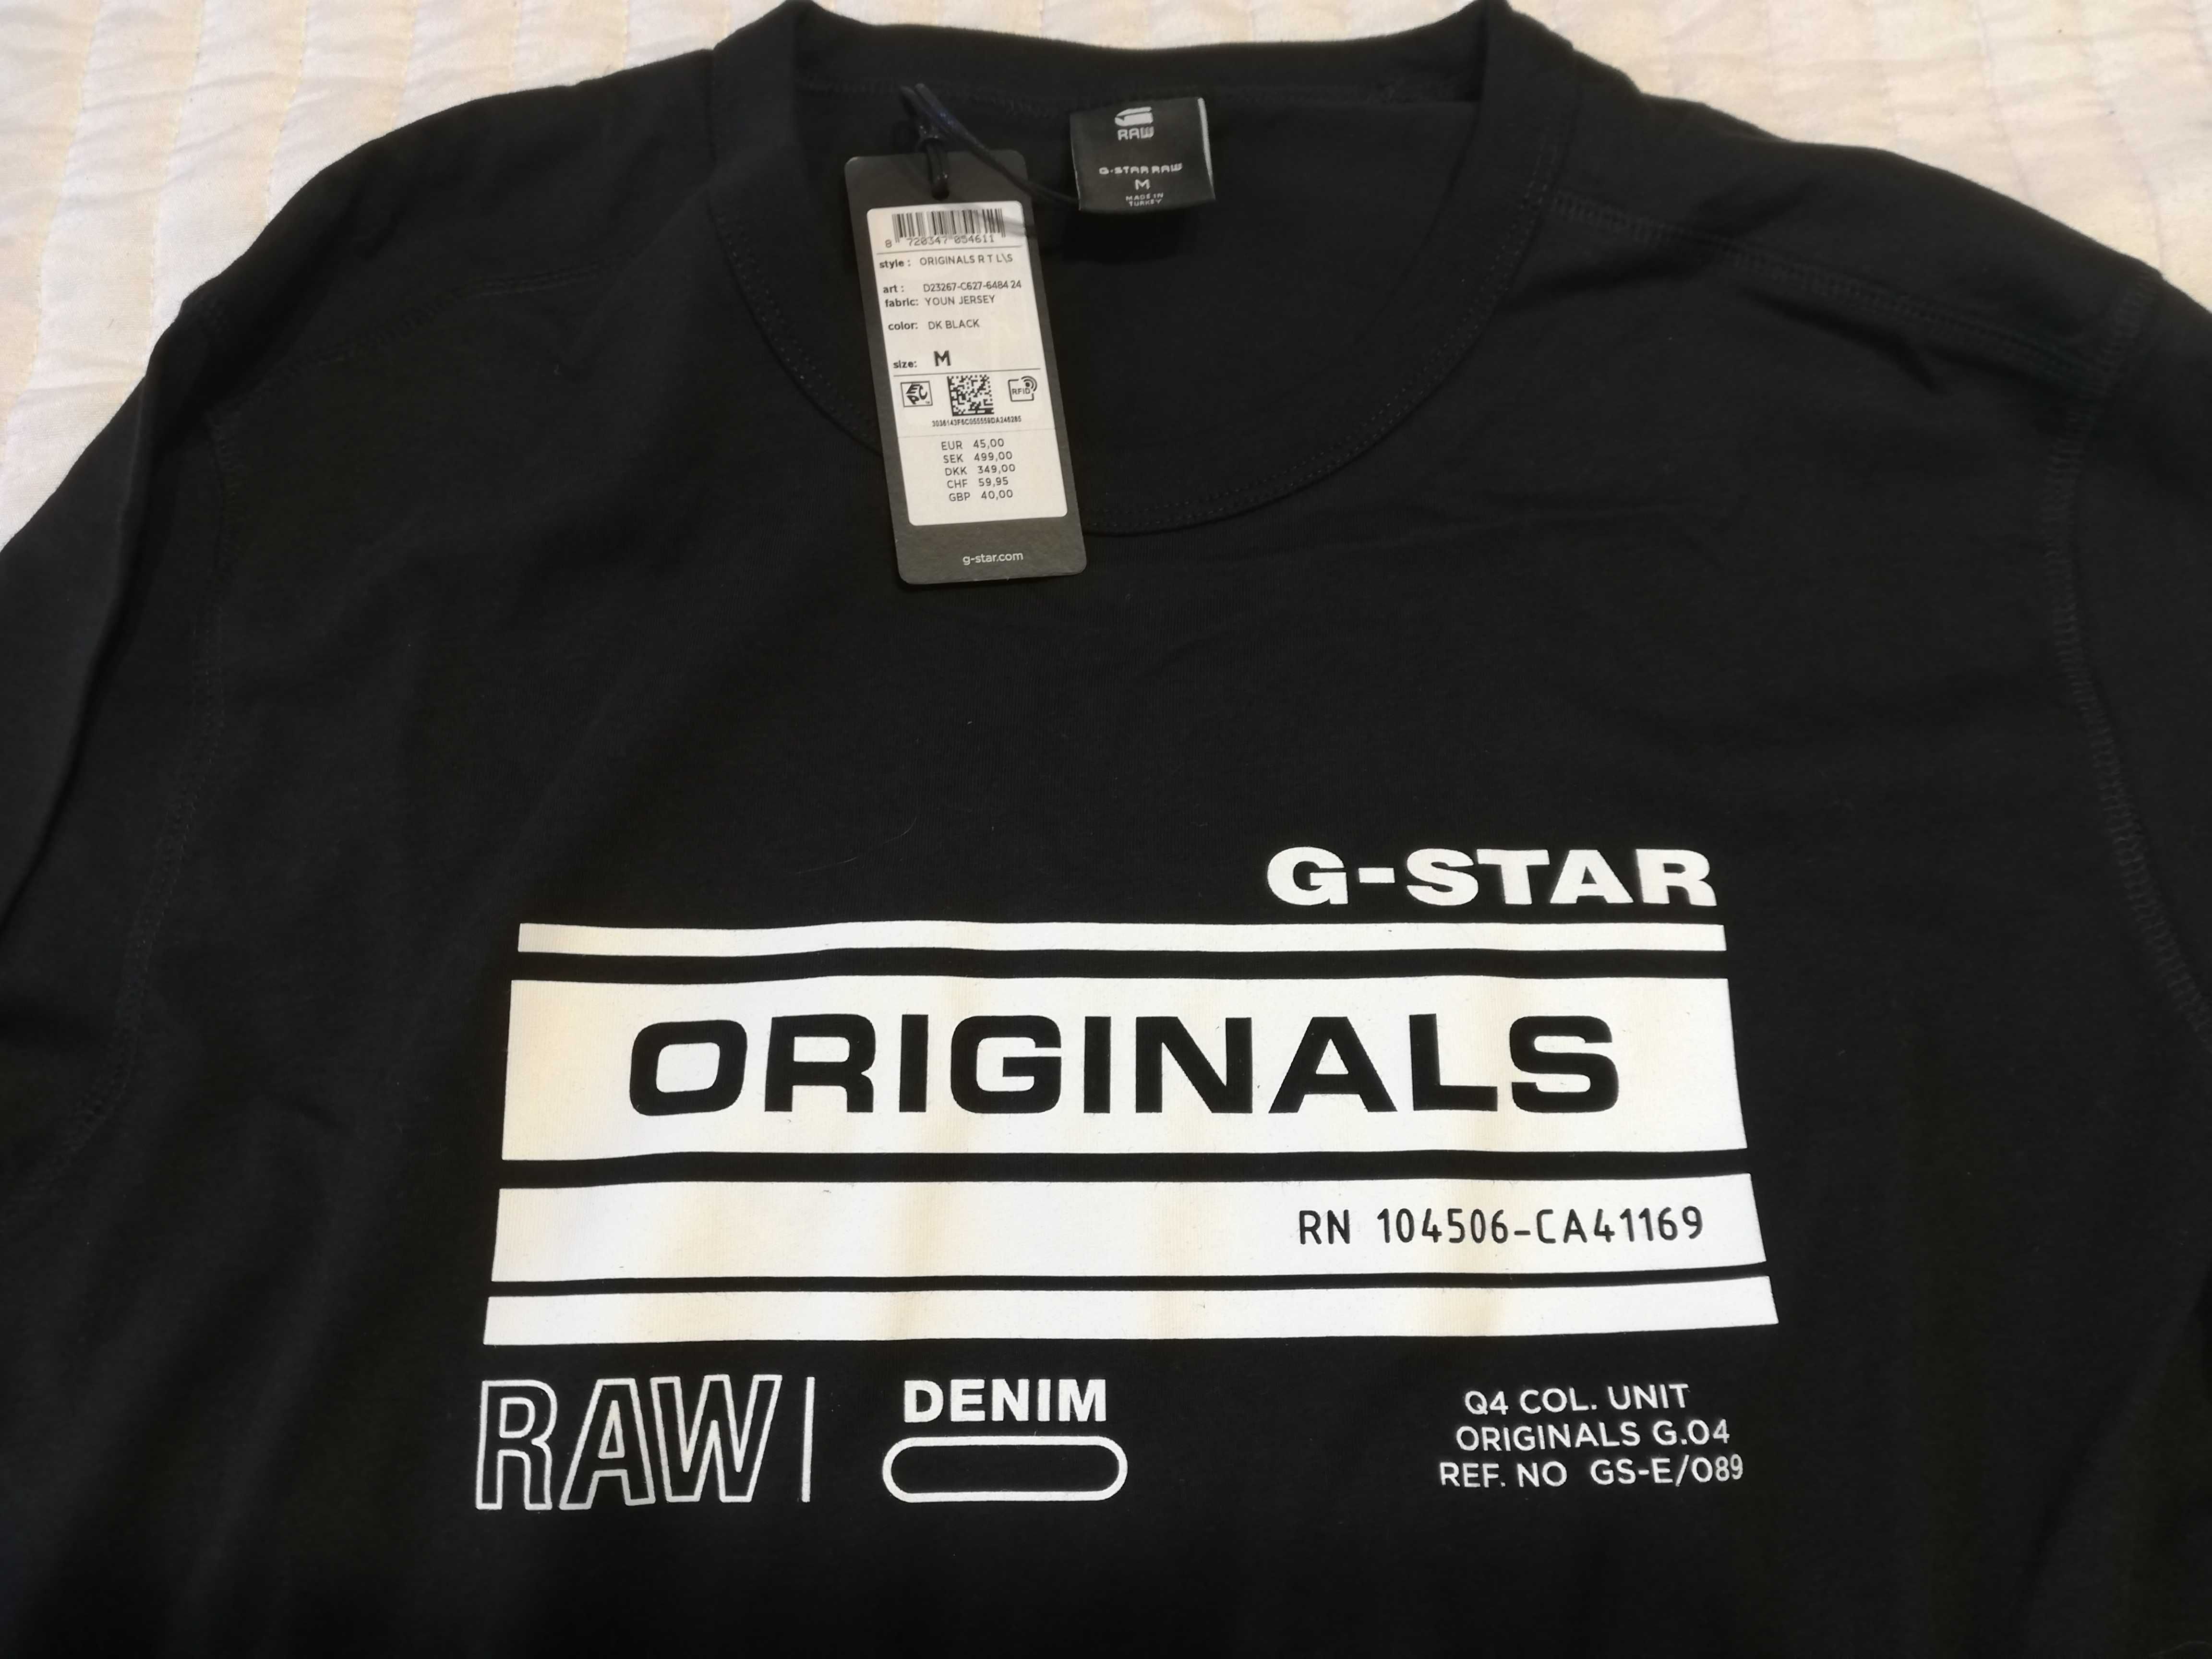 RAW
G-STAR RAW
M
MADE IN
TURKEY
8 720347 054611
style : ORIGINALS R T L\S
art : D23267-C627-6484 24
fabric: YOUN JERSEY
color: DK BLACK
size: M
RFID
EUR 45,00
SEK 499,00
DKK 349,00
CHF 59,95
GBP 40,00
g-star.com
G-STAR
ORIGINALS
RN 104506-CA41169
RAW
DENIM
Q4 COL. UNIT
ORIGINALS G.04
REF. NO GS-E/089